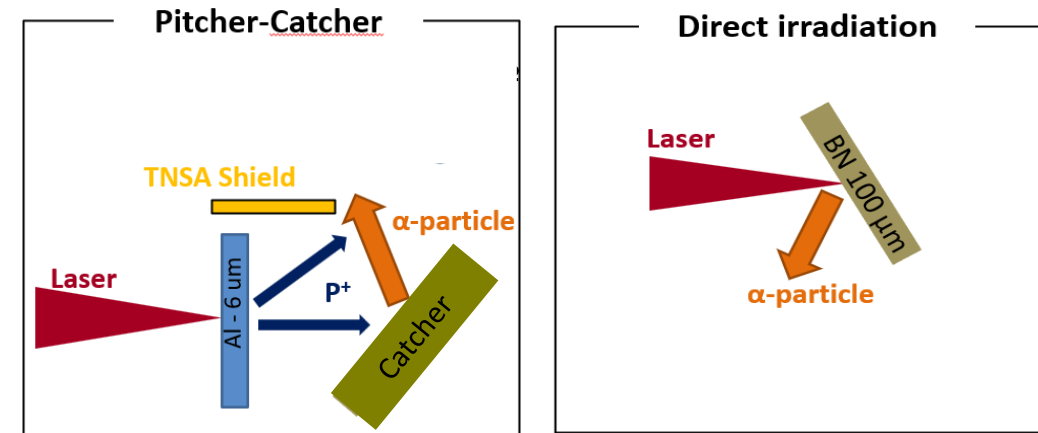 Pitcher-Catcher
TNSA Shield
α-particle
Laser
P+
Al - 6 um
Catcher
Direct irradiation
Laser
BN 100 μm
α-particle